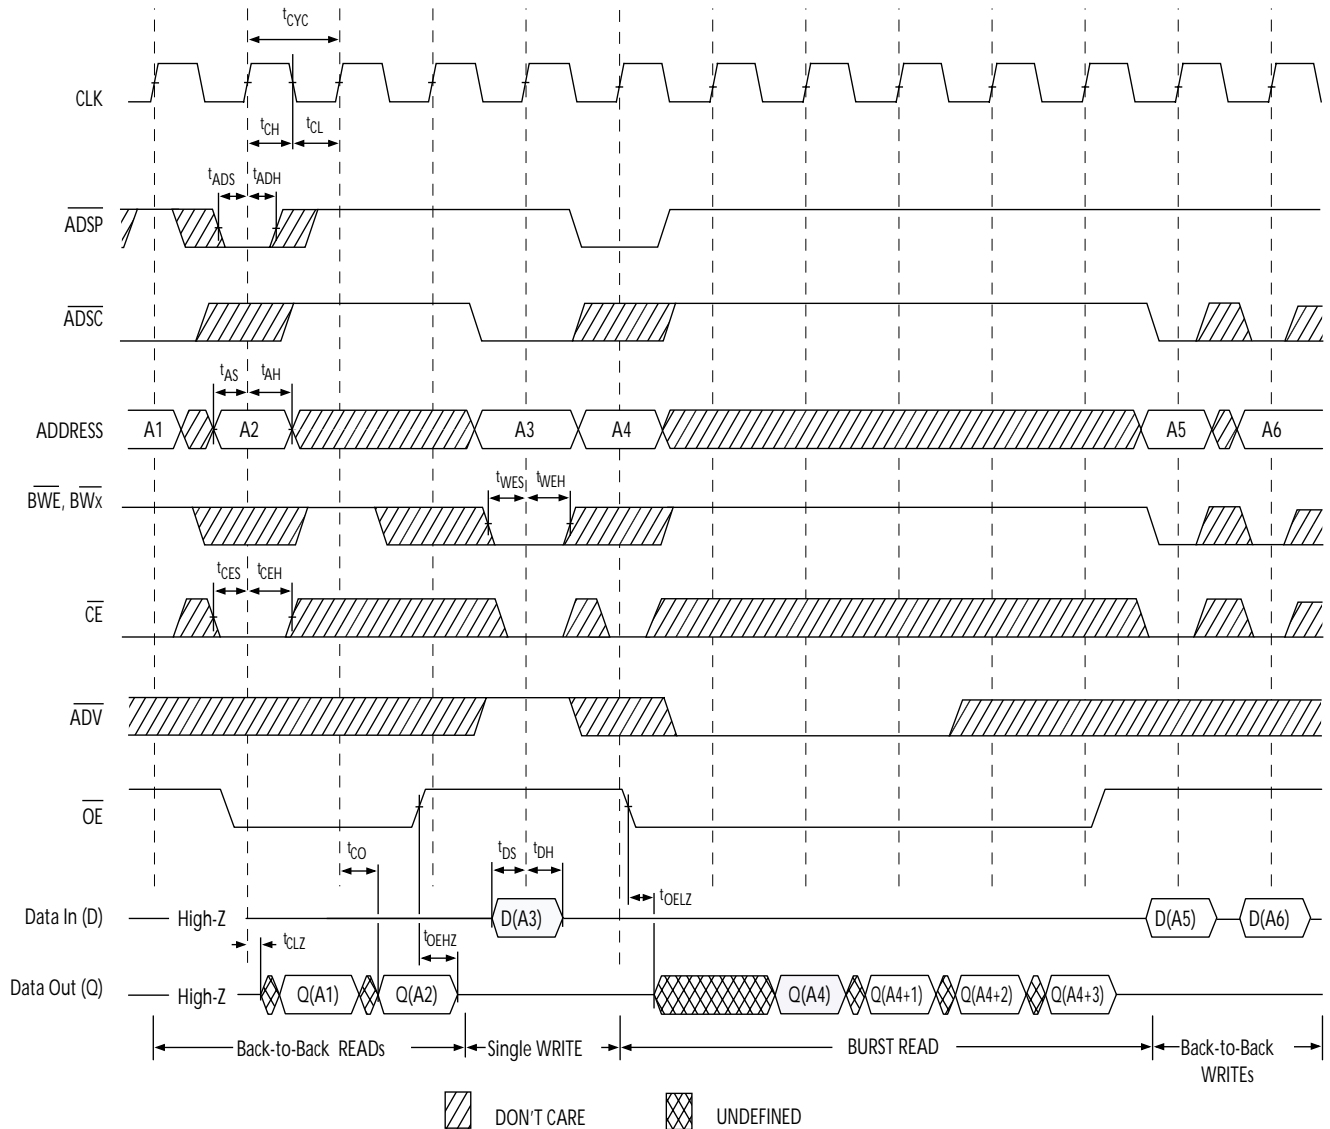 tCYC
CLK
tCH
tCL
tADS
tADH
ADSP
ADSC
tAS
tAH
ADDRESS
A1
A2
A3
A4
A5
A6
tWES
tWEH
BWE, BWx
tCES
tCEH
CE
ADV
OE
tCO
tDS
tDH
tOELZ
Data In (D)
High-Z
D(A3)
D(A5)
D(A6)
tCLZ
tOEHZ
Data Out (Q)
High-Z
Q(A1)
Q(A2)
Q(A4)
Q(A4+1)
Q(A4+2)
Q(A4+3)
Back-to-Back READs
Single WRITE
BURST READ
Back-to-Back
WRITEs
DON'T CARE
UNDEFINED